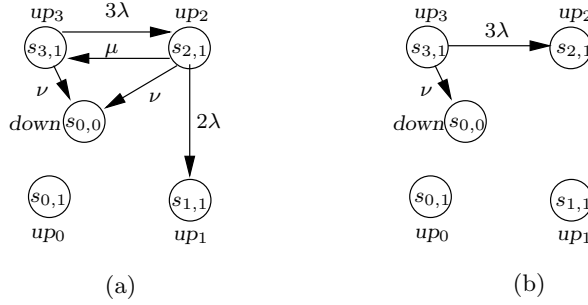 up₃ 3λ up₂
s₃,₁ μ s₂,₁
ν ν
down s₀,₀ 2λ
s₀,₁ s₁,₁
up₀ up₁
(a)
up₃ up₂
s₃,₁ 3λ s₂,₁
ν
down s₀,₀
s₀,₁ s₁,₁
up₀ up₁
(b)